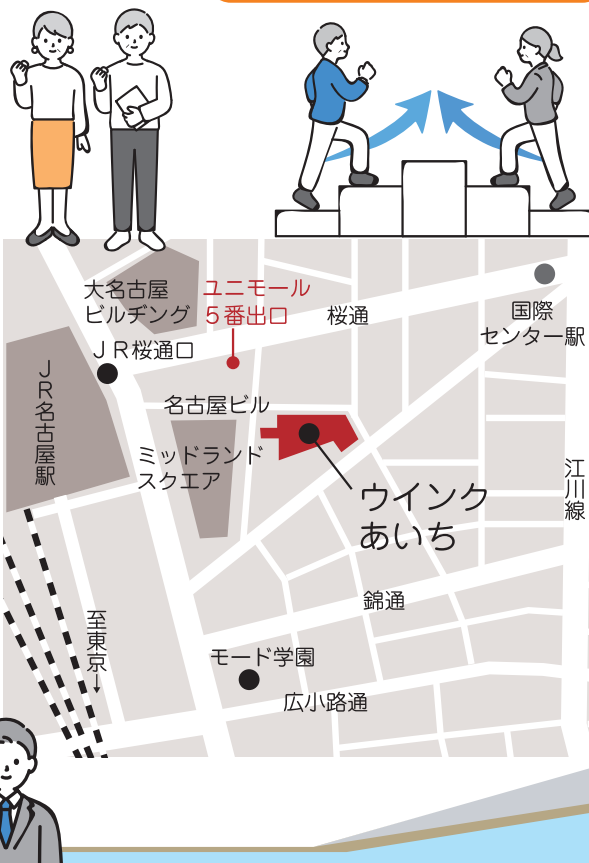 大名古屋
ビルヂング
ユニモール
５番出口
桜通
国際
センター駅
ＪＲ桜通口
ＪＲ名古屋駅
名古屋ビル
ミッドランド
スクエア
ウインク
あいち
江川線
錦通
至東京→
モード学園
広小路通